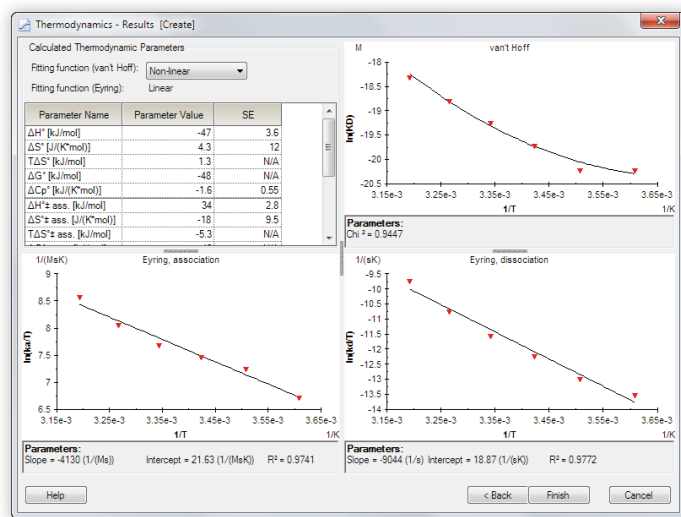 Thermodynamics - Results [Create]
Calculated Thermodynamic Parameters
Fitting function (van't Hoff): Non-linear
Fitting function (Eyring): Linear
Parameter Name Parameter Value SE
ΔH° [kJ/mol] -47 3.6
ΔS° [J/(K*mol)] 4.3 12
TΔS° [kJ/mol] 1.3 N/A
ΔG° [kJ/mol] -48 N/A
ΔCp° [kJ/(K*mol)] -1.6 0.55
ΔH°‡ ass. [kJ/mol] 34 2.8
ΔS°‡ ass. [J/(K*mol)] -18 9.5
TΔS°‡ ass. [kJ/mol] -5.3 N/A
M van't Hoff
ln(KD)
-18
-18.5
-19
-19.5
-20
-20.5
3.15e-3 3.25e-3 3.35e-3 3.45e-3 3.55e-3 3.65e-3
1/T 1/K
Parameters:
Chi ² = 0.9447
1/(MsK) Eyring, association
ln(ka/T)
9
8.5
8
7.5
7
6.5
3.15e-3 3.25e-3 3.35e-3 3.45e-3 3.55e-3 3.65e-3
1/T 1/K
Parameters:
Slope = -4130 (1/(Ms)) Intercept = 21.63 (1/(MsK) R² = 0.9741
1/(sK) Eyring, dissociation
ln(kd/T)
-9.5
-10
-10.5
-11
-11.5
-12
-12.5
-13
-13.5
-14
3.15e-3 3.25e-3 3.35e-3 3.45e-3 3.55e-3 3.65e-3
1/T 1/K
Parameters:
Slope = -9044 (1/s) Intercept = 18.87 (1/(sK)) R² = 0.9772
Help
< Back Finish Cancel